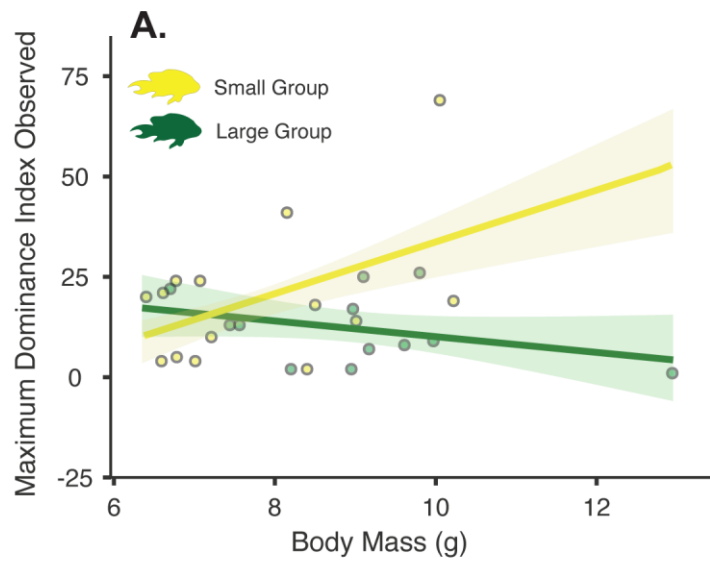 A.
Small Group
Large Group
Maximum Dominance Index Observed
75
50
25
0
-25
6
8
10
12
Body Mass (g)